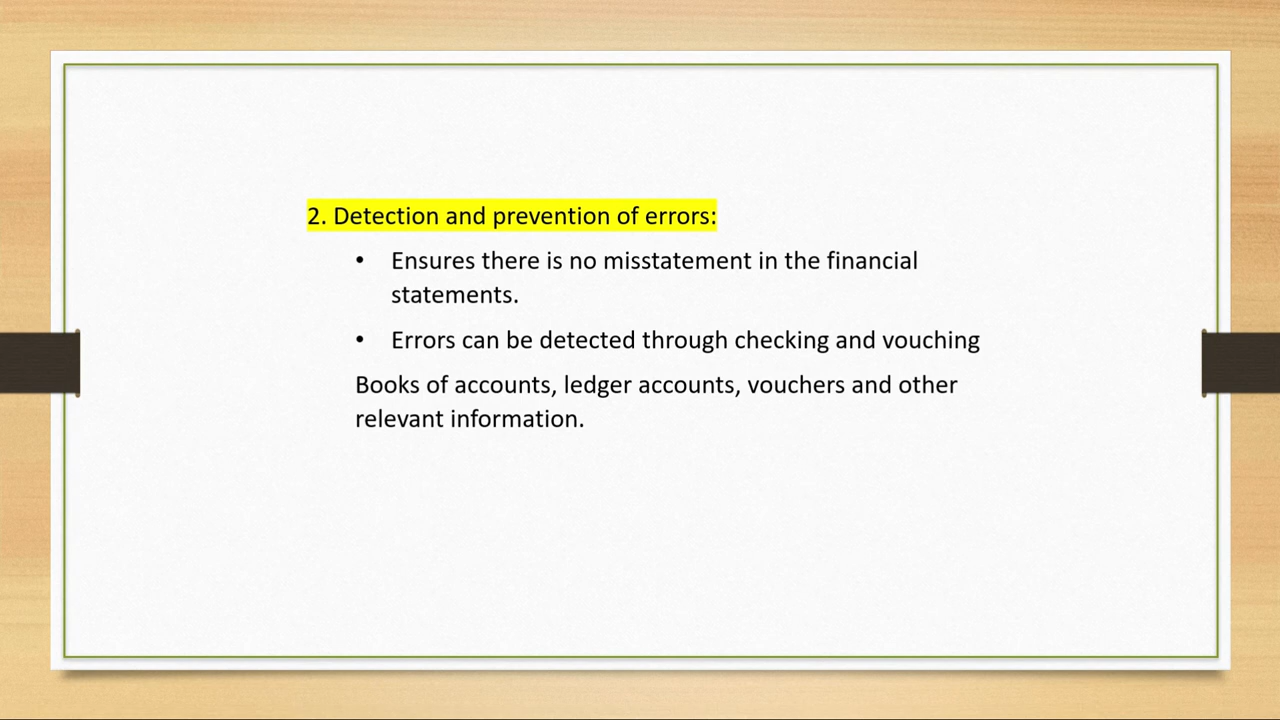 2. Detection and prevention of errors:
• Ensures there is no misstatement in the financial
statements.
• Errors can be detected through checking and vouching
Books of accounts, ledger accounts, vouchers and other
relevant information.